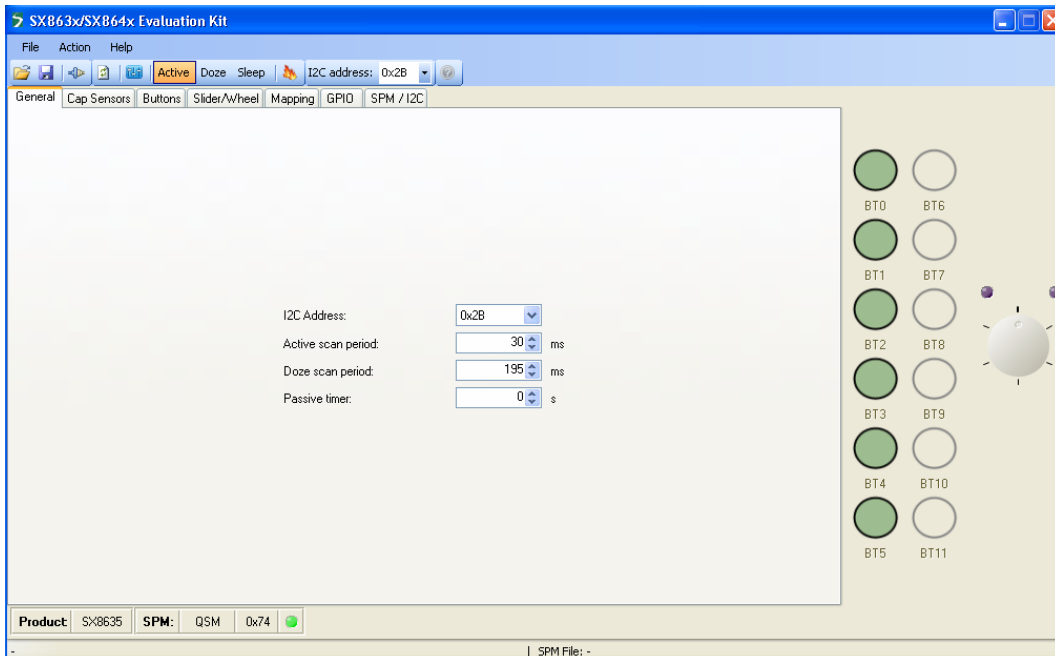 SX863x/SX864x Evaluation Kit
File Action Help
Active Doze Sleep I2C address: 0x2B
General Cap Sensors Buttons Slider/Wheel Mapping GPIO SPM / I2C
I2C Address: 0x2B
Active scan period: 30 ms
Doze scan period: 195 ms
Passive timer: 0 s
BT0 BT6
BT1 BT7
BT2 BT8
BT3 BT9
BT4 BT10
BT5 BT11
Product SX8635 SPM: QSM 0x74
- | SPM File: -